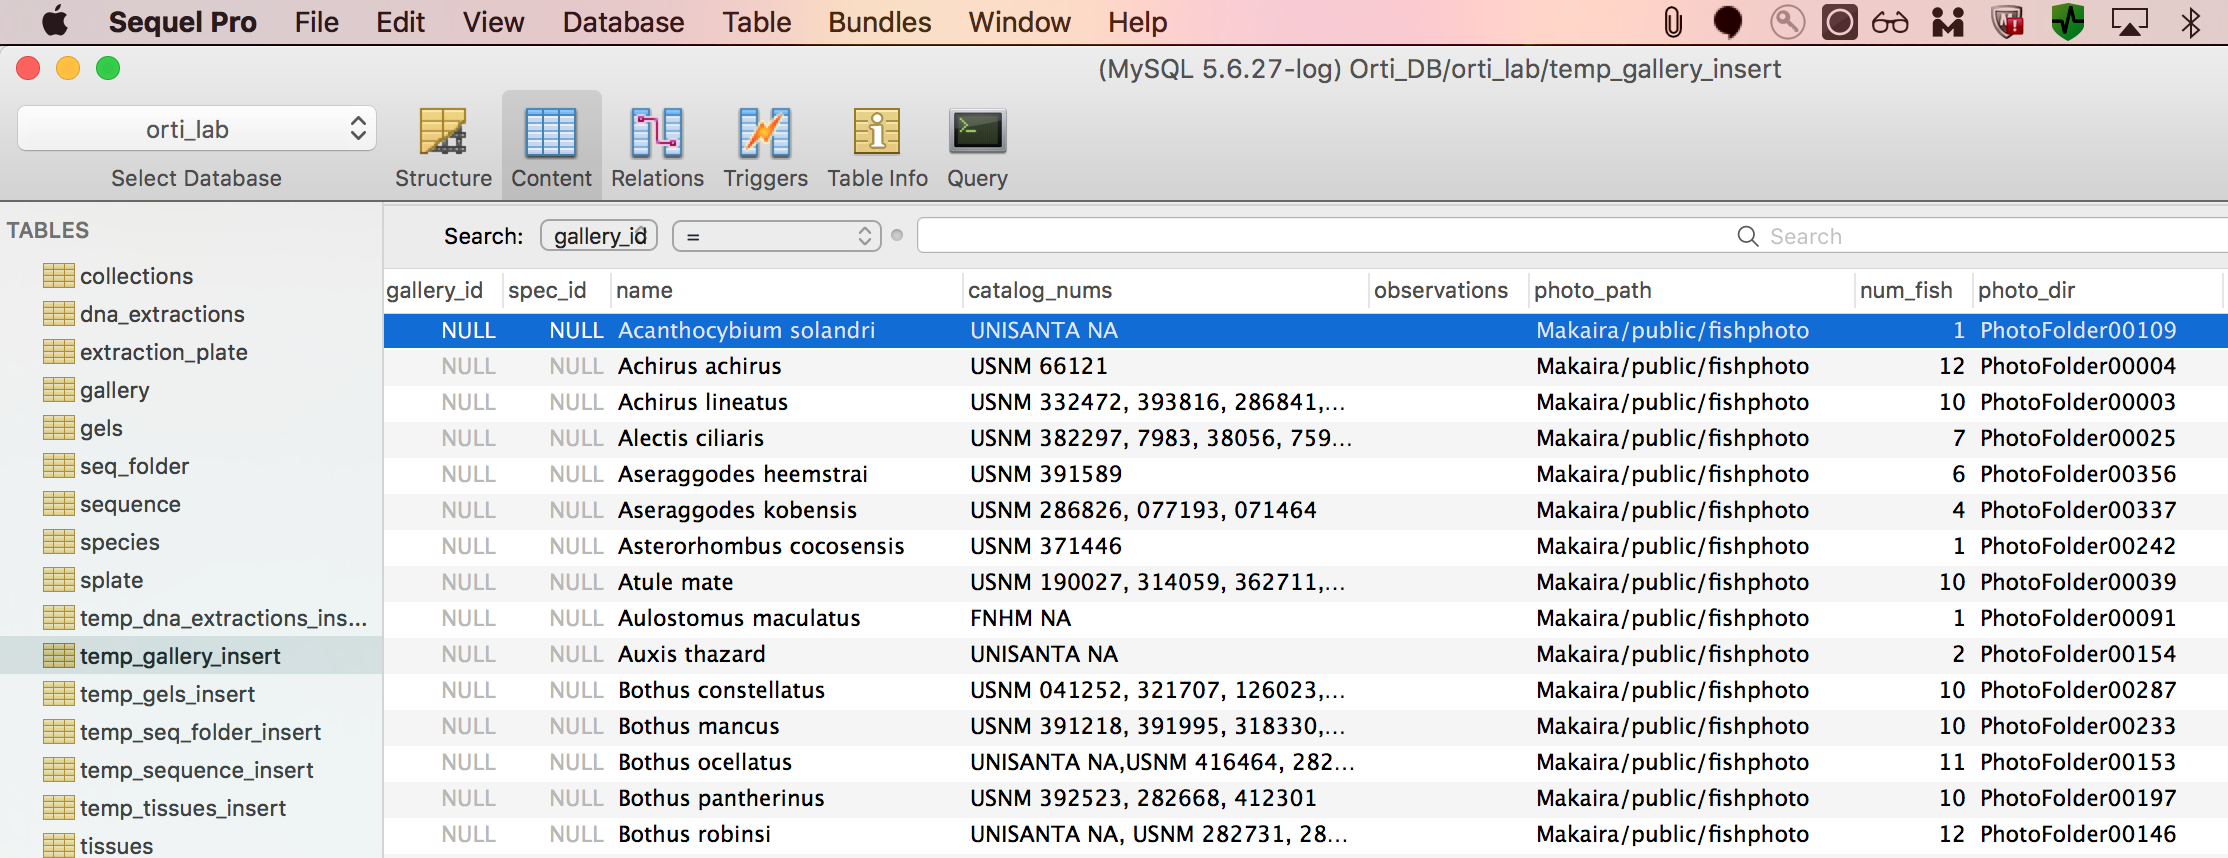 Sequel Pro File Edit View Database Table Bundles Window Help
(MySQL 5.6.27-log) Orti_DB/orti_lab/temp_gallery_insert
orti_lab
Select Database Structure Content Relations Triggers Table Info Query
TABLES
collections
dna_extractions
extraction_plate
gallery
gels
seq_folder
sequence
species
splate
temp_dna_extractions_ins...
temp_gallery_insert
temp_gels_insert
temp_seq_folder_insert
temp_sequence_insert
temp_tissues_insert
tissues
Search: gallery_id = Search
gallery_id spec_id name catalog_nums observations photo_path num_fish photo_dir
NULL NULL Acanthocybium solandri UNISANTA NA Makaira/public/fishphoto 1 PhotoFolder00109
NULL NULL Achirus achirus USNM 66121 Makaira/public/fishphoto 12 PhotoFolder00004
NULL NULL Achirus lineatus USNM 332472, 393816, 286841,... Makaira/public/fishphoto 10 PhotoFolder00003
NULL NULL Alectis ciliaris USNM 382297, 7983, 38056, 759... Makaira/public/fishphoto 7 PhotoFolder00025
NULL NULL Aseraggodes heemstrai USNM 391589 Makaira/public/fishphoto 6 PhotoFolder00356
NULL NULL Aseraggodes kobensis USNM 286826, 077193, 071464 Makaira/public/fishphoto 4 PhotoFolder00337
NULL NULL Asterorhombus cocosensis USNM 371446 Makaira/public/fishphoto 1 PhotoFolder00242
NULL NULL Atule mate USNM 190027, 314059, 362711,... Makaira/public/fishphoto 10 PhotoFolder00039
NULL NULL Aulostomus maculatus FNHM NA Makaira/public/fishphoto 1 PhotoFolder00091
NULL NULL Auxis thazard UNISANTA NA Makaira/public/fishphoto 2 PhotoFolder00154
NULL NULL Bothus constellatus USNM 041252, 321707, 126023,... Makaira/public/fishphoto 10 PhotoFolder00287
NULL NULL Bothus mancus USNM 391218, 391995, 318330,... Makaira/public/fishphoto 10 PhotoFolder00233
NULL NULL Bothus ocellatus UNISANTA NA,USNM 416464, 282... Makaira/public/fishphoto 11 PhotoFolder00153
NULL NULL Bothus pantherinus USNM 392523, 282668, 412301 Makaira/public/fishphoto 10 PhotoFolder00197
NULL NULL Bothus robinsi UNISANTA NA, USNM 282731, 28... Makaira/public/fishphoto 12 PhotoFolder00146